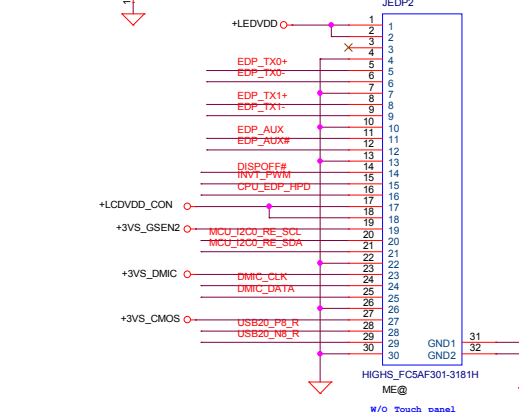 JEDP2
+LEDVDD
1 1
2 2
3 3
4 4
EDP_TX0+ 5 5
EDP_TX0- 6 6
7 7
EDP_TX1+ 8 8
EDP_TX1- 9 9
10 10
EDP_AUX 11 11
EDP_AUX# 12 12
13 13
DISPOFF# 14 14
INVT_PWM 15 15
CPU_EDP_HPD 16 16
+LCDVDD_CON 17 17
18 18
+3VS_GSEN2 19 19
MCU_I2C0_RE_SCL 20 20
MCU_I2C0_RE_SDA 21 21
22 22
+3VS_DMIC 23 23
DMIC_CLK 24 24
DMIC_DATA 25 25
26 26
+3VS_CMOS 27 27
USB20_P8_R 28 28
USB20_N8_R 29 29 GND1 31
30 30 GND2 32
HIGHS_FC5AF301-3181H
ME@
W/O Touch panel